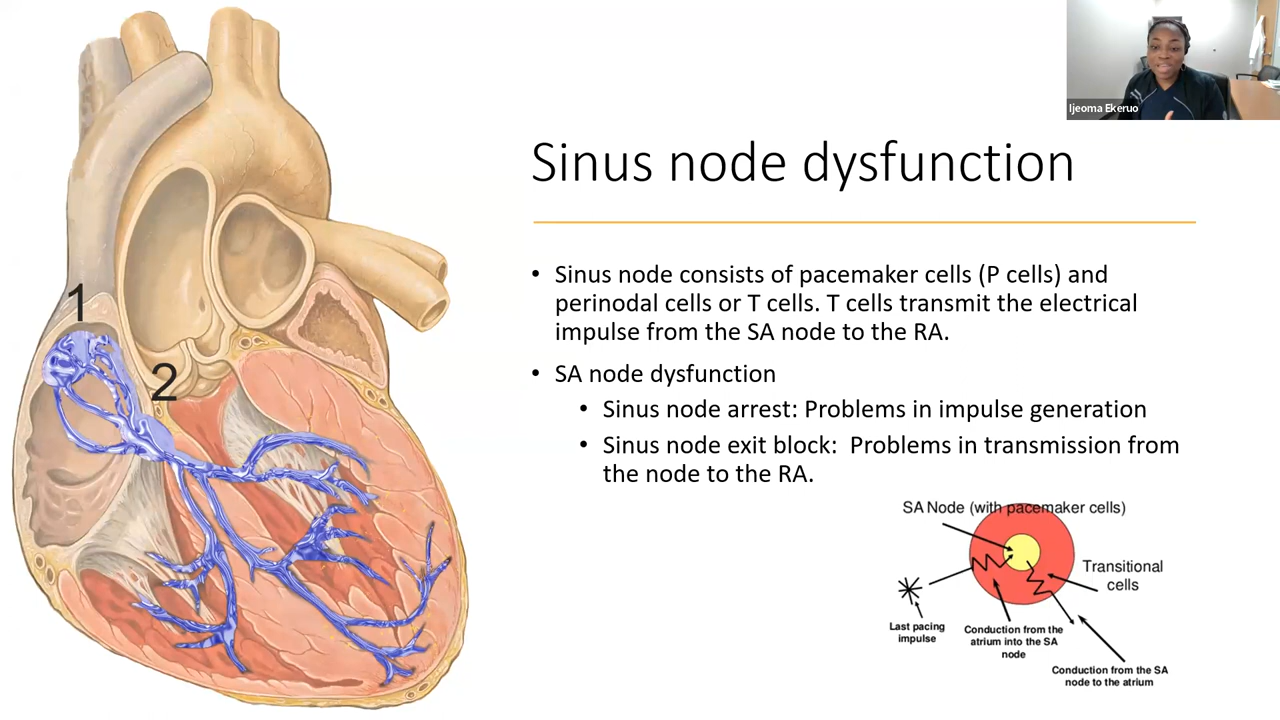 Ijeoma Ekeruo
Sinus node dysfunction
• Sinus node consists of pacemaker cells (P cells) and
perinodal cells or T cells. T cells transmit the electrical
impulse from the SA node to the RA.
• SA node dysfunction
• Sinus node arrest: Problems in impulse generation
• Sinus node exit block:  Problems in transmission from
the node to the RA.
1
2
SA Node (with pacemaker cells)
Transitional
cells
Last pacing
impulse
Conduction from the
atrium into the SA
node
Conduction from the SA
node to the atrium